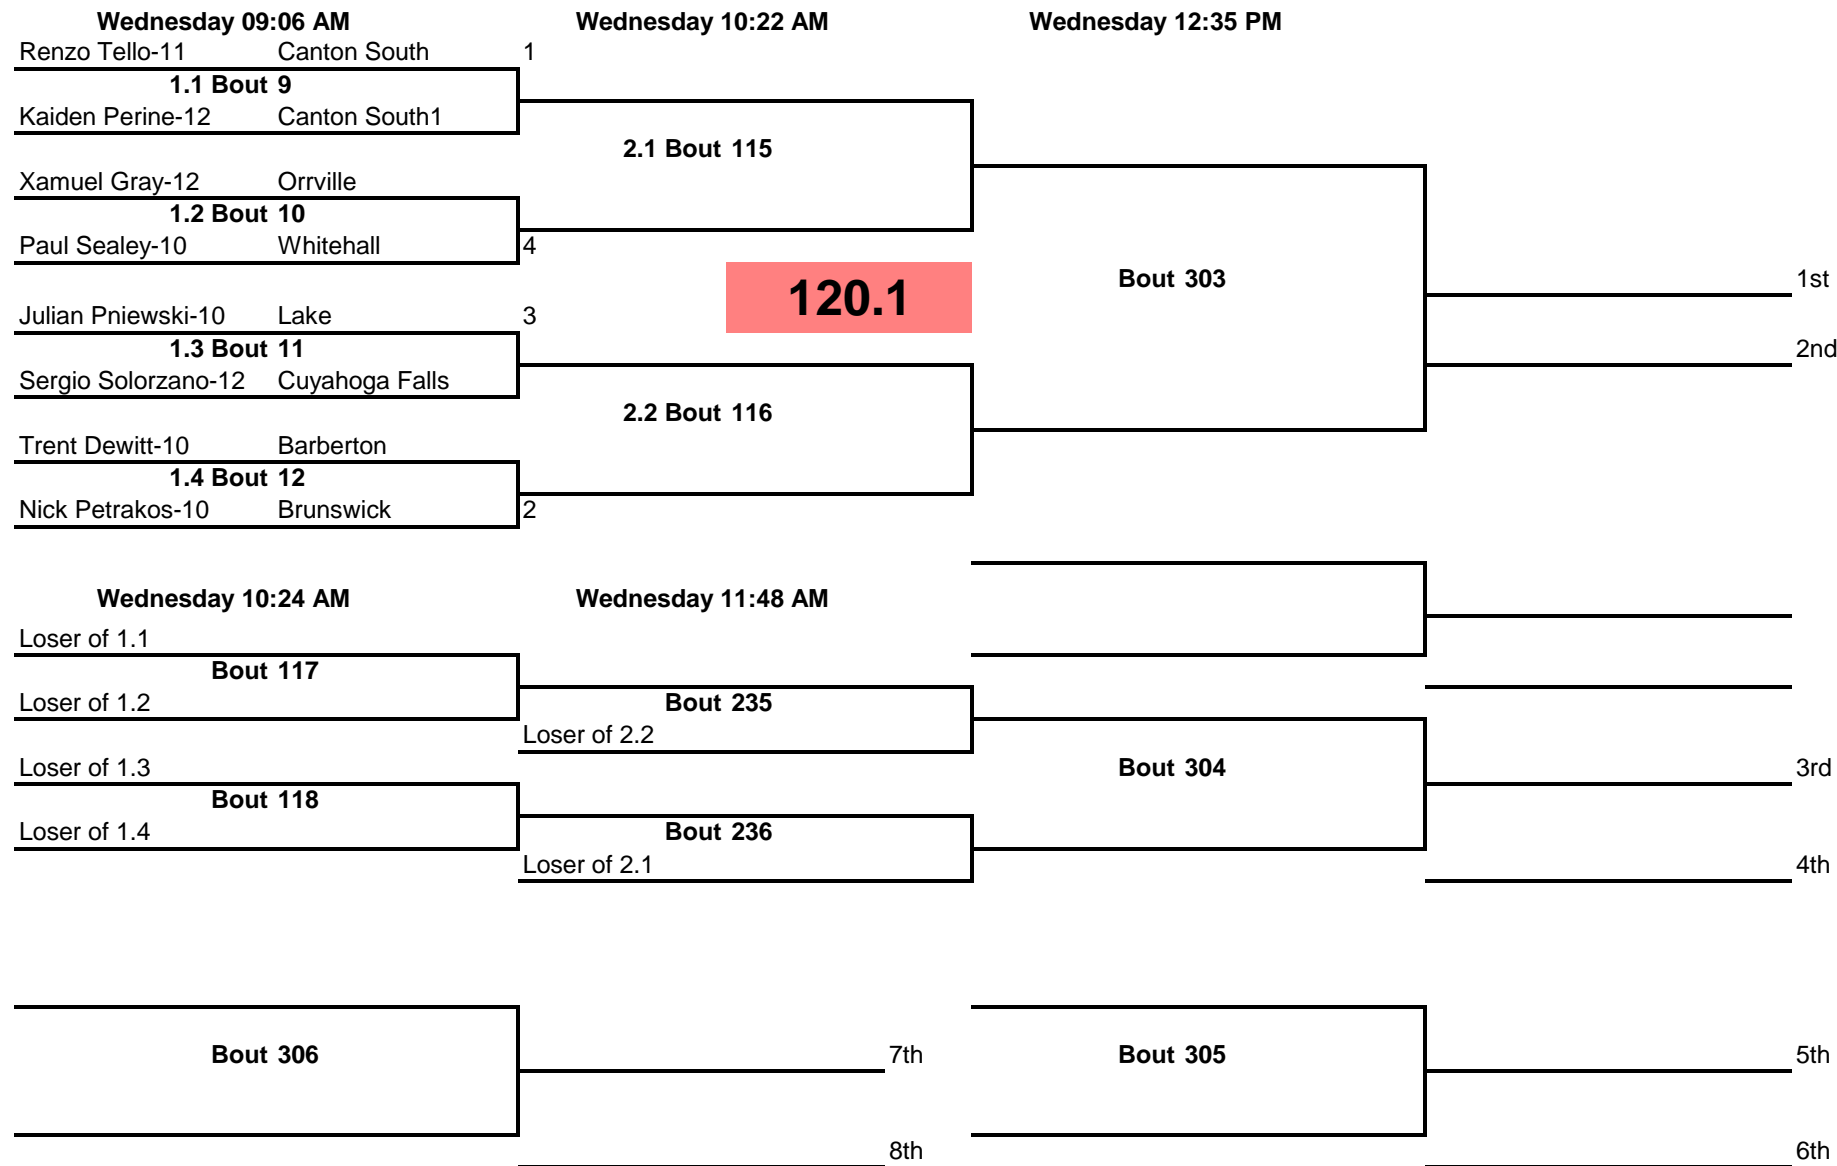 Wednesday 09:06 AM Wednesday 10:22 AM Wednesday 12:35 PM
Renzo Tello-11 Canton South 1
1.1 Bout 9
Kaiden Perine-12 Canton South1
2.1 Bout 115
Xamuel Gray-12 Orrville
1.2 Bout 10
Paul Sealey-10 Whitehall 4
120.1 Bout 303 1st
Julian Pniewski-10 Lake 3
1.3 Bout 11 2nd
Sergio Solorzano-12 Cuyahoga Falls
2.2 Bout 116
Trent Dewitt-10 Barberton
1.4 Bout 12
Nick Petrakos-10 Brunswick 2
Wednesday 10:24 AM Wednesday 11:48 AM
Loser of 1.1
Bout 117
Loser of 1.2 Bout 235
Loser of 2.2
Loser of 1.3 Bout 304 3rd
Bout 118
Loser of 1.4 Bout 236
Loser of 2.1 4th
Bout 306 7th Bout 305 5th
8th 6th